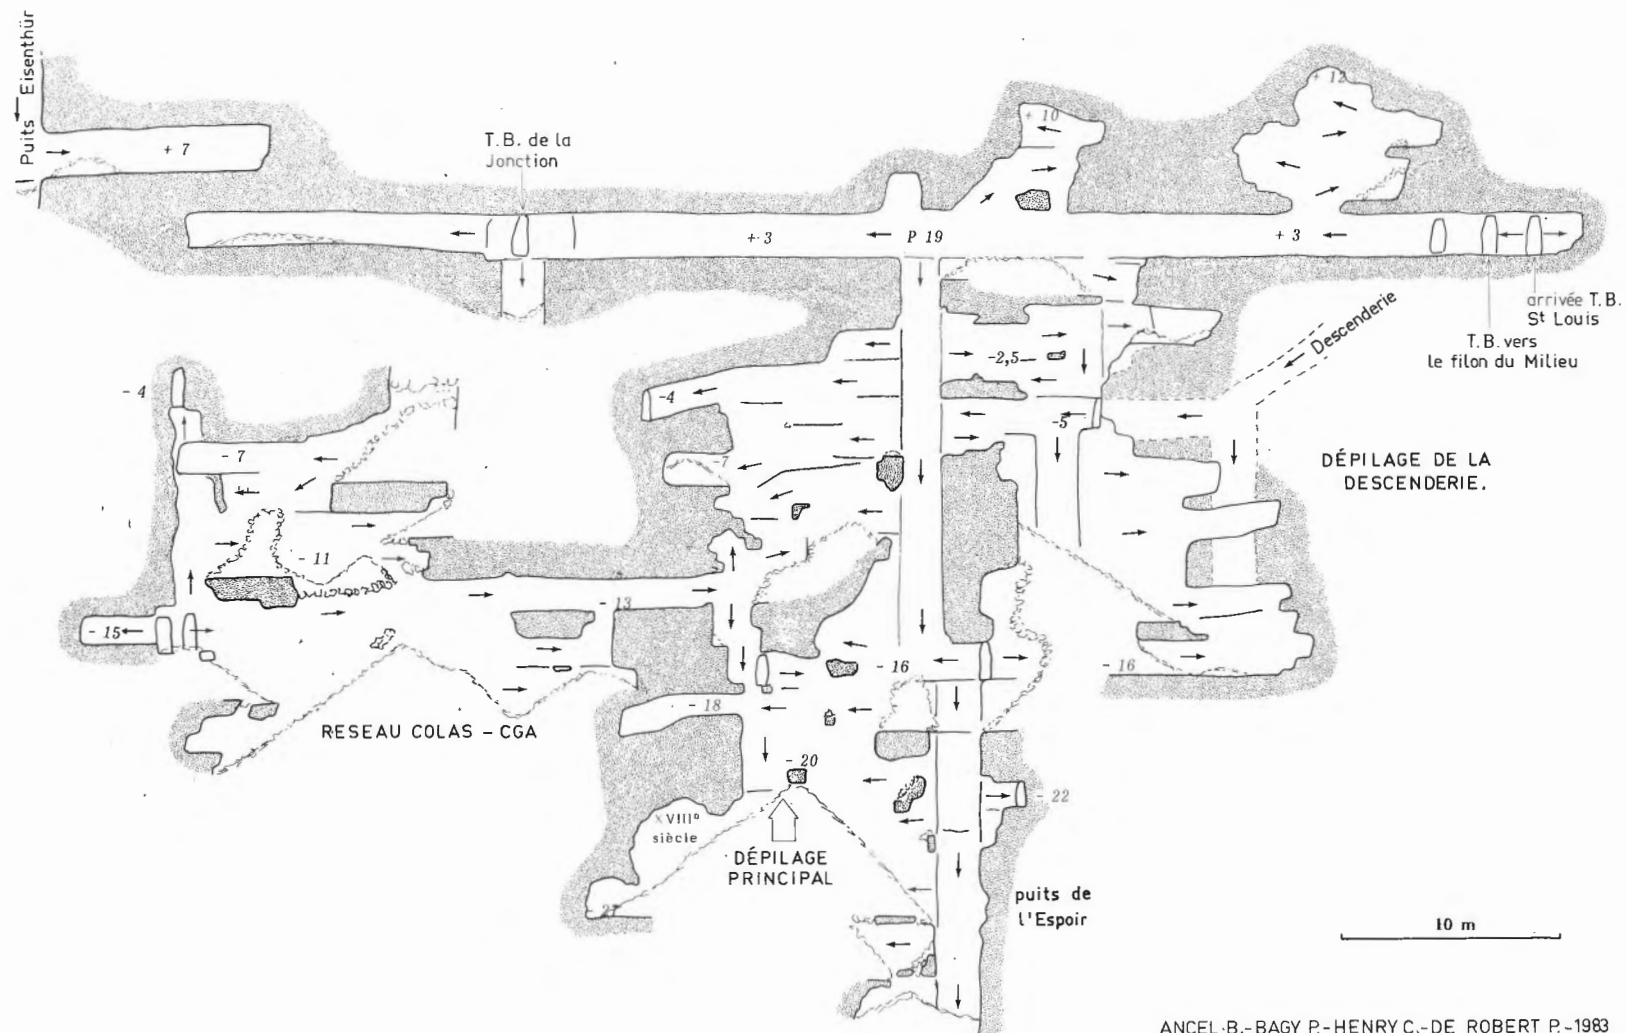 Puits Eisenthür
+ 7
T.B. de la
Jonction
+ 10
+ 12
+ 3
P 19
+ 3
arrivée T.B.
St Louis
T.B. vers
le filon du Milieu
Descenderie
- 4
-4
-2,5
-5
- 7
-7
DÉPILAGE DE LA
DESCENDERIE.
- 11
- 13
- 15
- 16
- 16
- 18
RESEAU COLAS - CGA
- 20
- 22
XVIII°
siècle
DÉPILAGE
PRINCIPAL
- 27
puits de
l'Espoir
10 m
ANCEL B.-BAGY P.-HENRY C.-DE ROBERT P.-1983